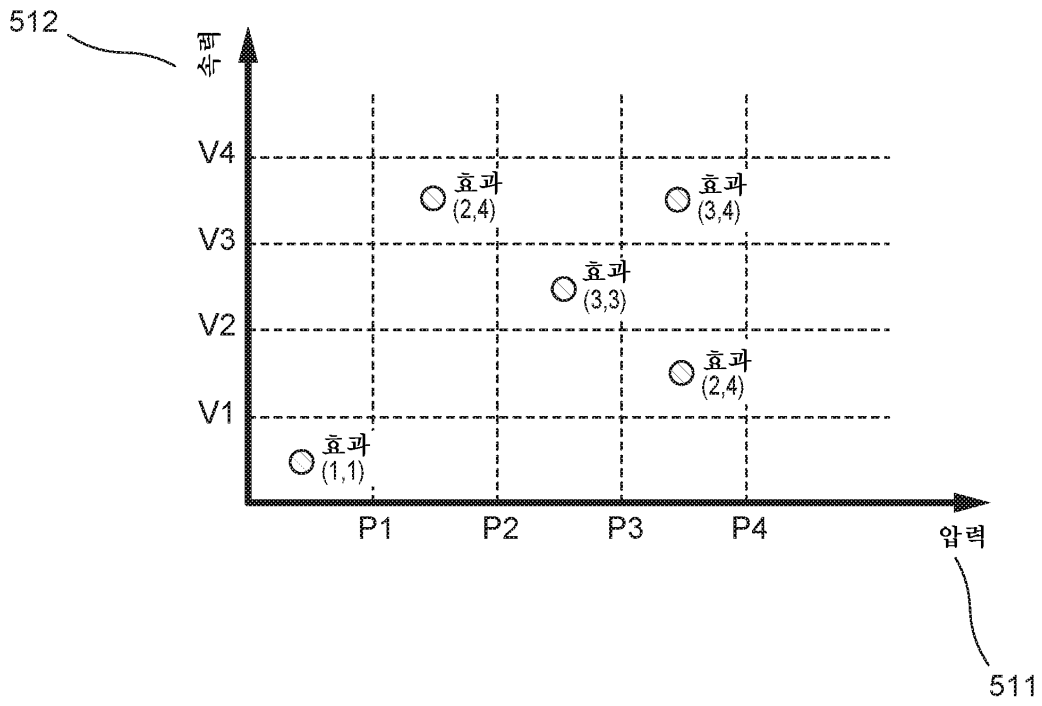 512
속력
V4
효과
(2,4)
효과
(3,4)
V3
효과
(3,3)
V2
효과
(2,4)
V1
효과
(1,1)
P1
P2
P3
P4
압력
511